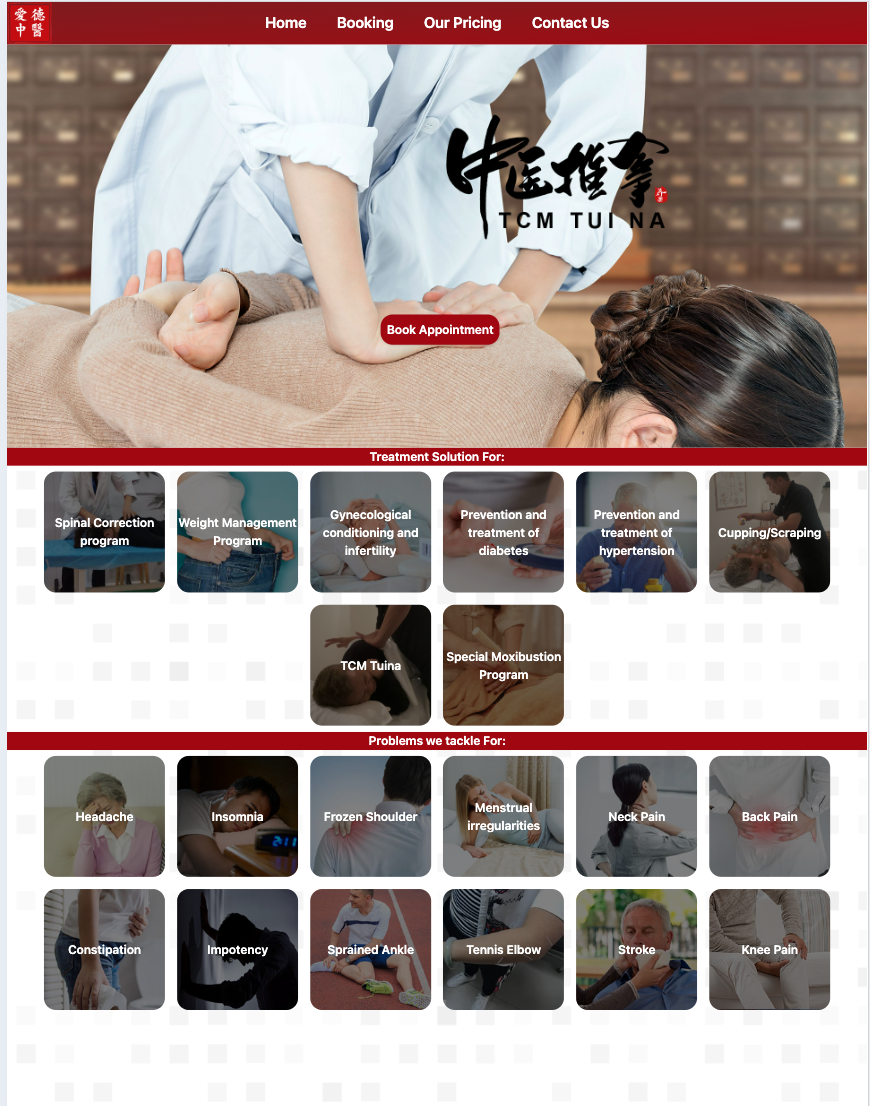 愛德
中醫
Home Booking Our Pricing Contact Us
中医推拿
TCM TUI NA
Book Appointment
Treatment Solution For:
Spinal Correction
program
Weight Management
Program
Gynecological
conditioning and
infertility
Prevention and
treatment of
diabetes
Prevention and
treatment of
hypertension
Cupping/Scraping
TCM Tuina
Special Moxibustion
Program
Problems we tackle For:
Headache
Insomnia
Frozen Shoulder
Menstrual
irregularities
Neck Pain
Back Pain
Constipation
Impotency
Sprained Ankle
Tennis Elbow
Stroke
Knee Pain